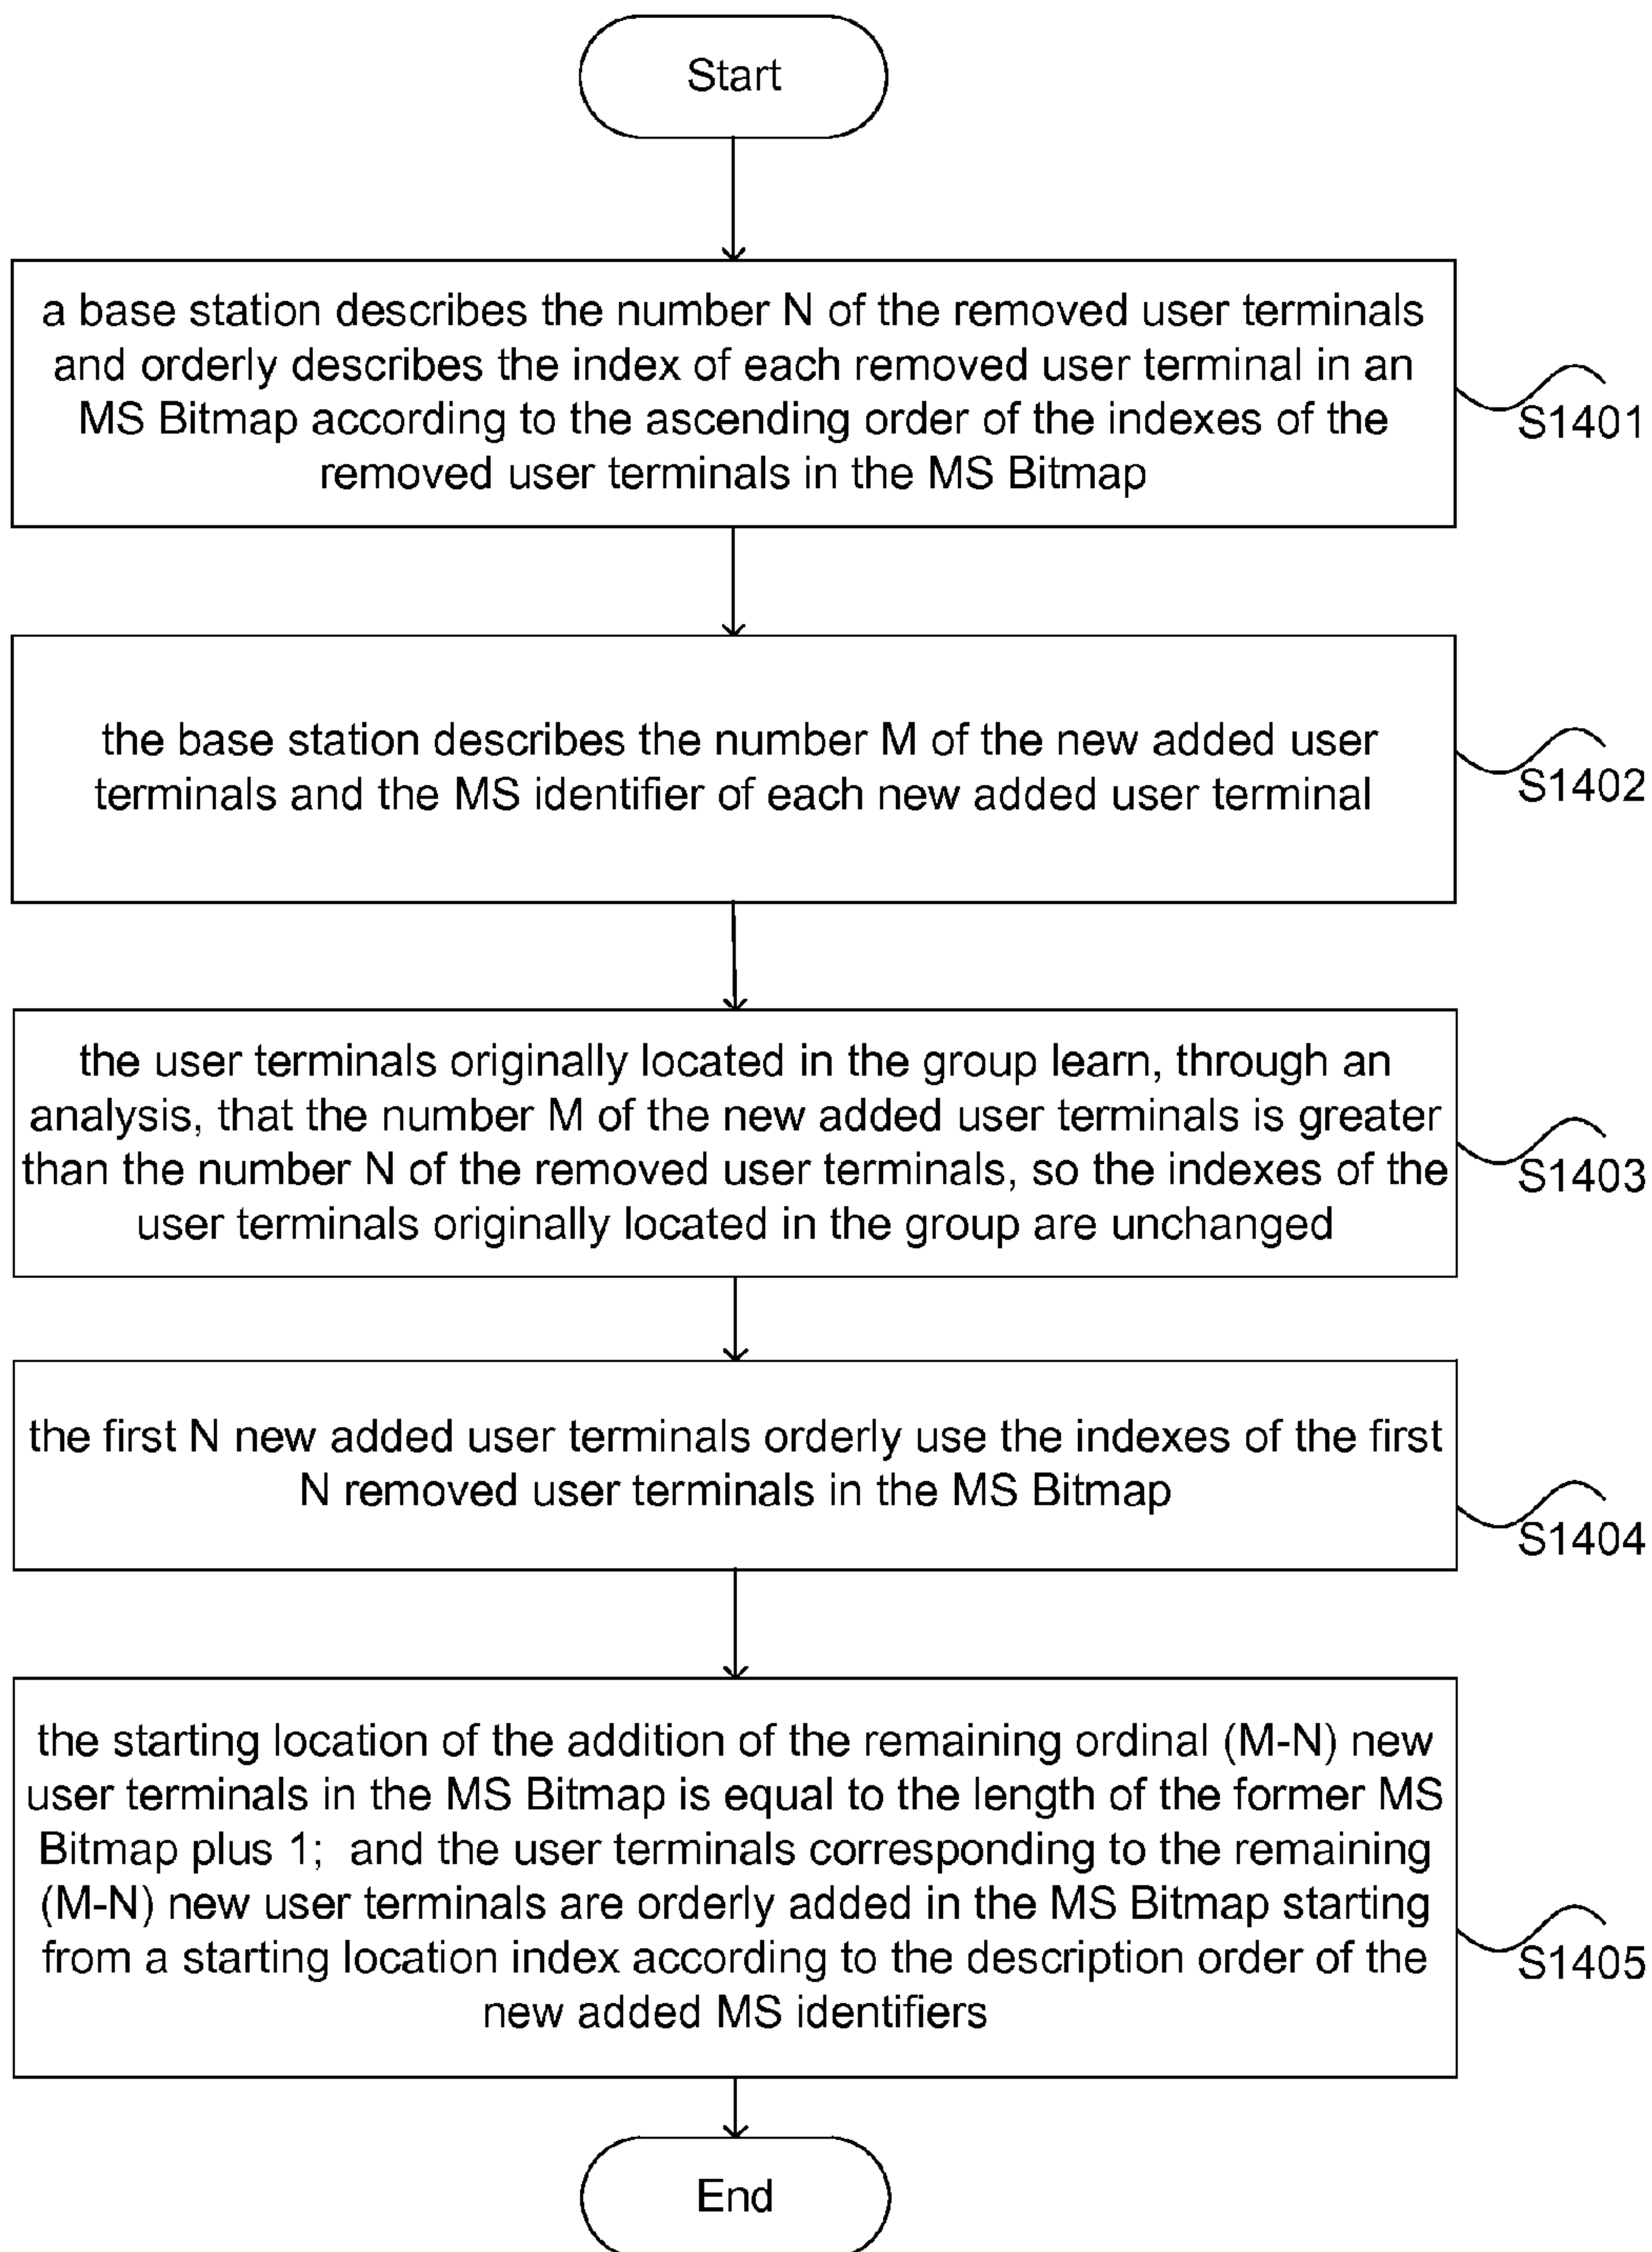 Start
a base station describes the number N of the removed user terminals
and orderly describes the index of each removed user terminal in an
MS Bitmap according to the ascending order of the indexes of the
removed user terminals in the MS Bitmap
S1401
the base station describes the number M of the new added user
terminals and the MS identifier of each new added user terminal
S1402
the user terminals originally located in the group learn, through an
analysis, that the number M of the new added user terminals is greater
than the number N of the removed user terminals, so the indexes of the
user terminals originally located in the group are unchanged
S1403
the first N new added user terminals orderly use the indexes of the first
N removed user terminals in the MS Bitmap
S1404
the starting location of the addition of the remaining ordinal (M-N) new
user terminals in the MS Bitmap is equal to the length of the former MS
Bitmap plus 1; and the user terminals corresponding to the remaining
(M-N) new user terminals are orderly added in the MS Bitmap starting
from a starting location index according to the description order of the
new added MS identifiers
S1405
End